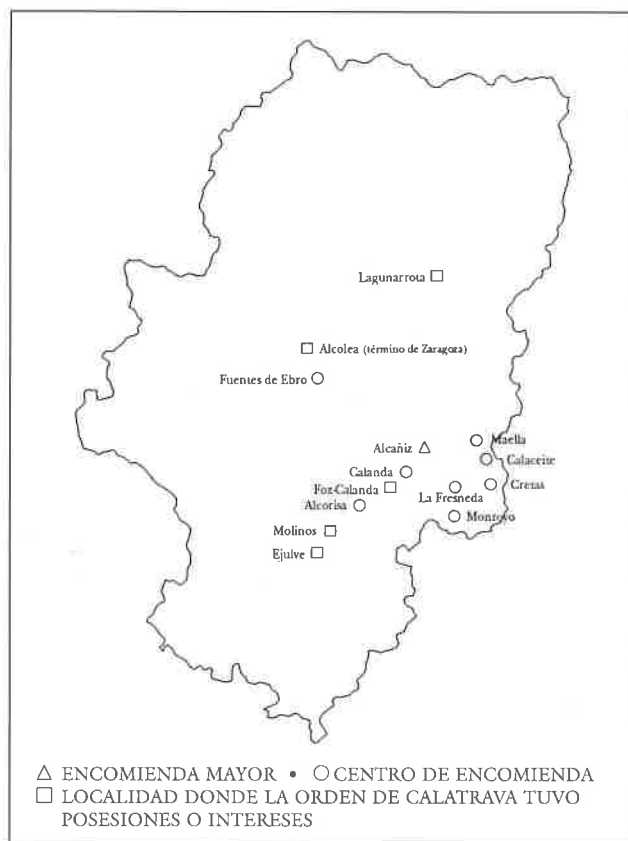 Lagunarrota
Alcolea (término de Zaragoza)
Fuentes de Ebro
Alcañiz
Maella
Calanda
Calaceite
Foz-Calanda
Cretas
La Fresneda
Alcorisa
Monroyo
Molinos
Ejulve
△ ENCOMIENDA MAYOR • ○ CENTRO DE ENCOMIENDA
□ LOCALIDAD DONDE LA ORDEN DE CALATRAVA TUVO
POSESIONES O INTERESES